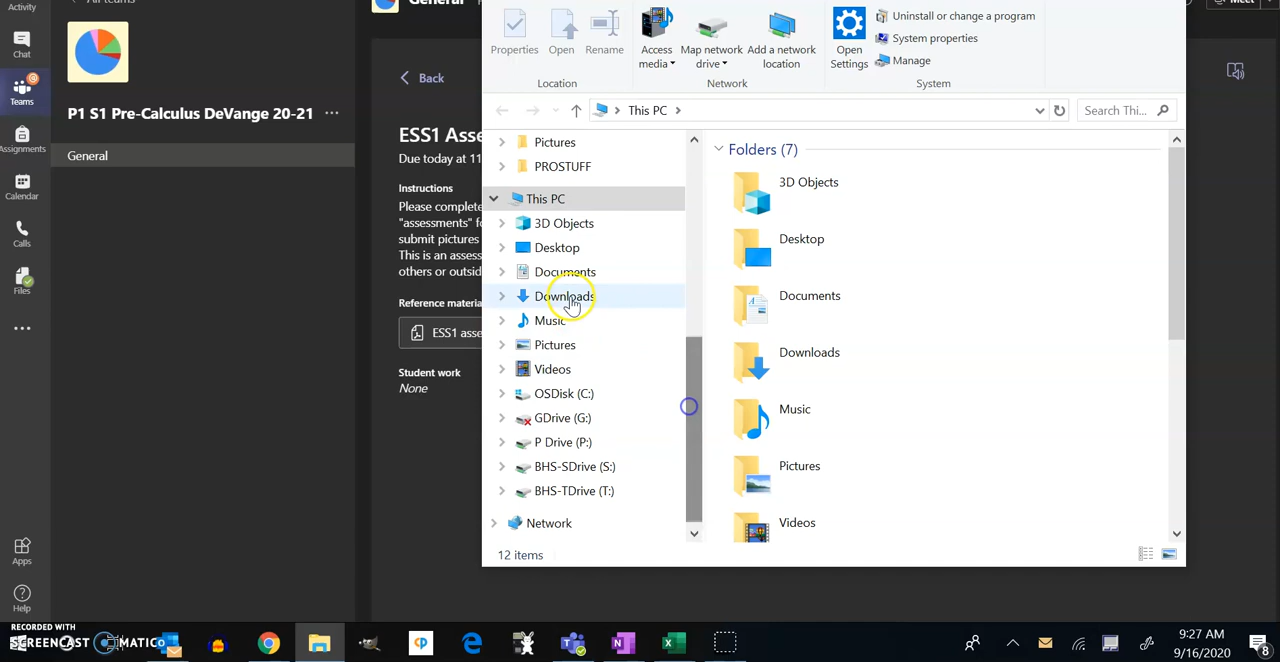 Activity
All teams
General
Meet
Chat
Teams
Assignments
Calendar
Calls
Files
Apps
Help
P1 S1 Pre-Calculus DeVange 20-21
General
Back
ESS1 Asse
Due today at 11
Instructions
Please complete
"assessments" f
submit pictures
This is an assess
others or outsid
Reference materia
ESS1 asse
Student work
None
Properties
Open
Rename
Location
Access
media
Map network
drive
Add a network
location
Network
Open
Settings
Uninstall or change a program
System properties
Manage
System
This PC
Search Thi...
Pictures
PROSTUFF
This PC
3D Objects
Desktop
Documents
Downloads
Music
Pictures
Videos
OSDisk (C:)
GDrive (G:)
P Drive (P:)
BHS-SDrive (S:)
BHS-TDrive (T:)
Network
12 items
Folders (7)
3D Objects
Desktop
Documents
Downloads
Music
Pictures
Videos
RECORDED WITH
SCREENCAST MATIC
9:27 AM
9/16/2020
8